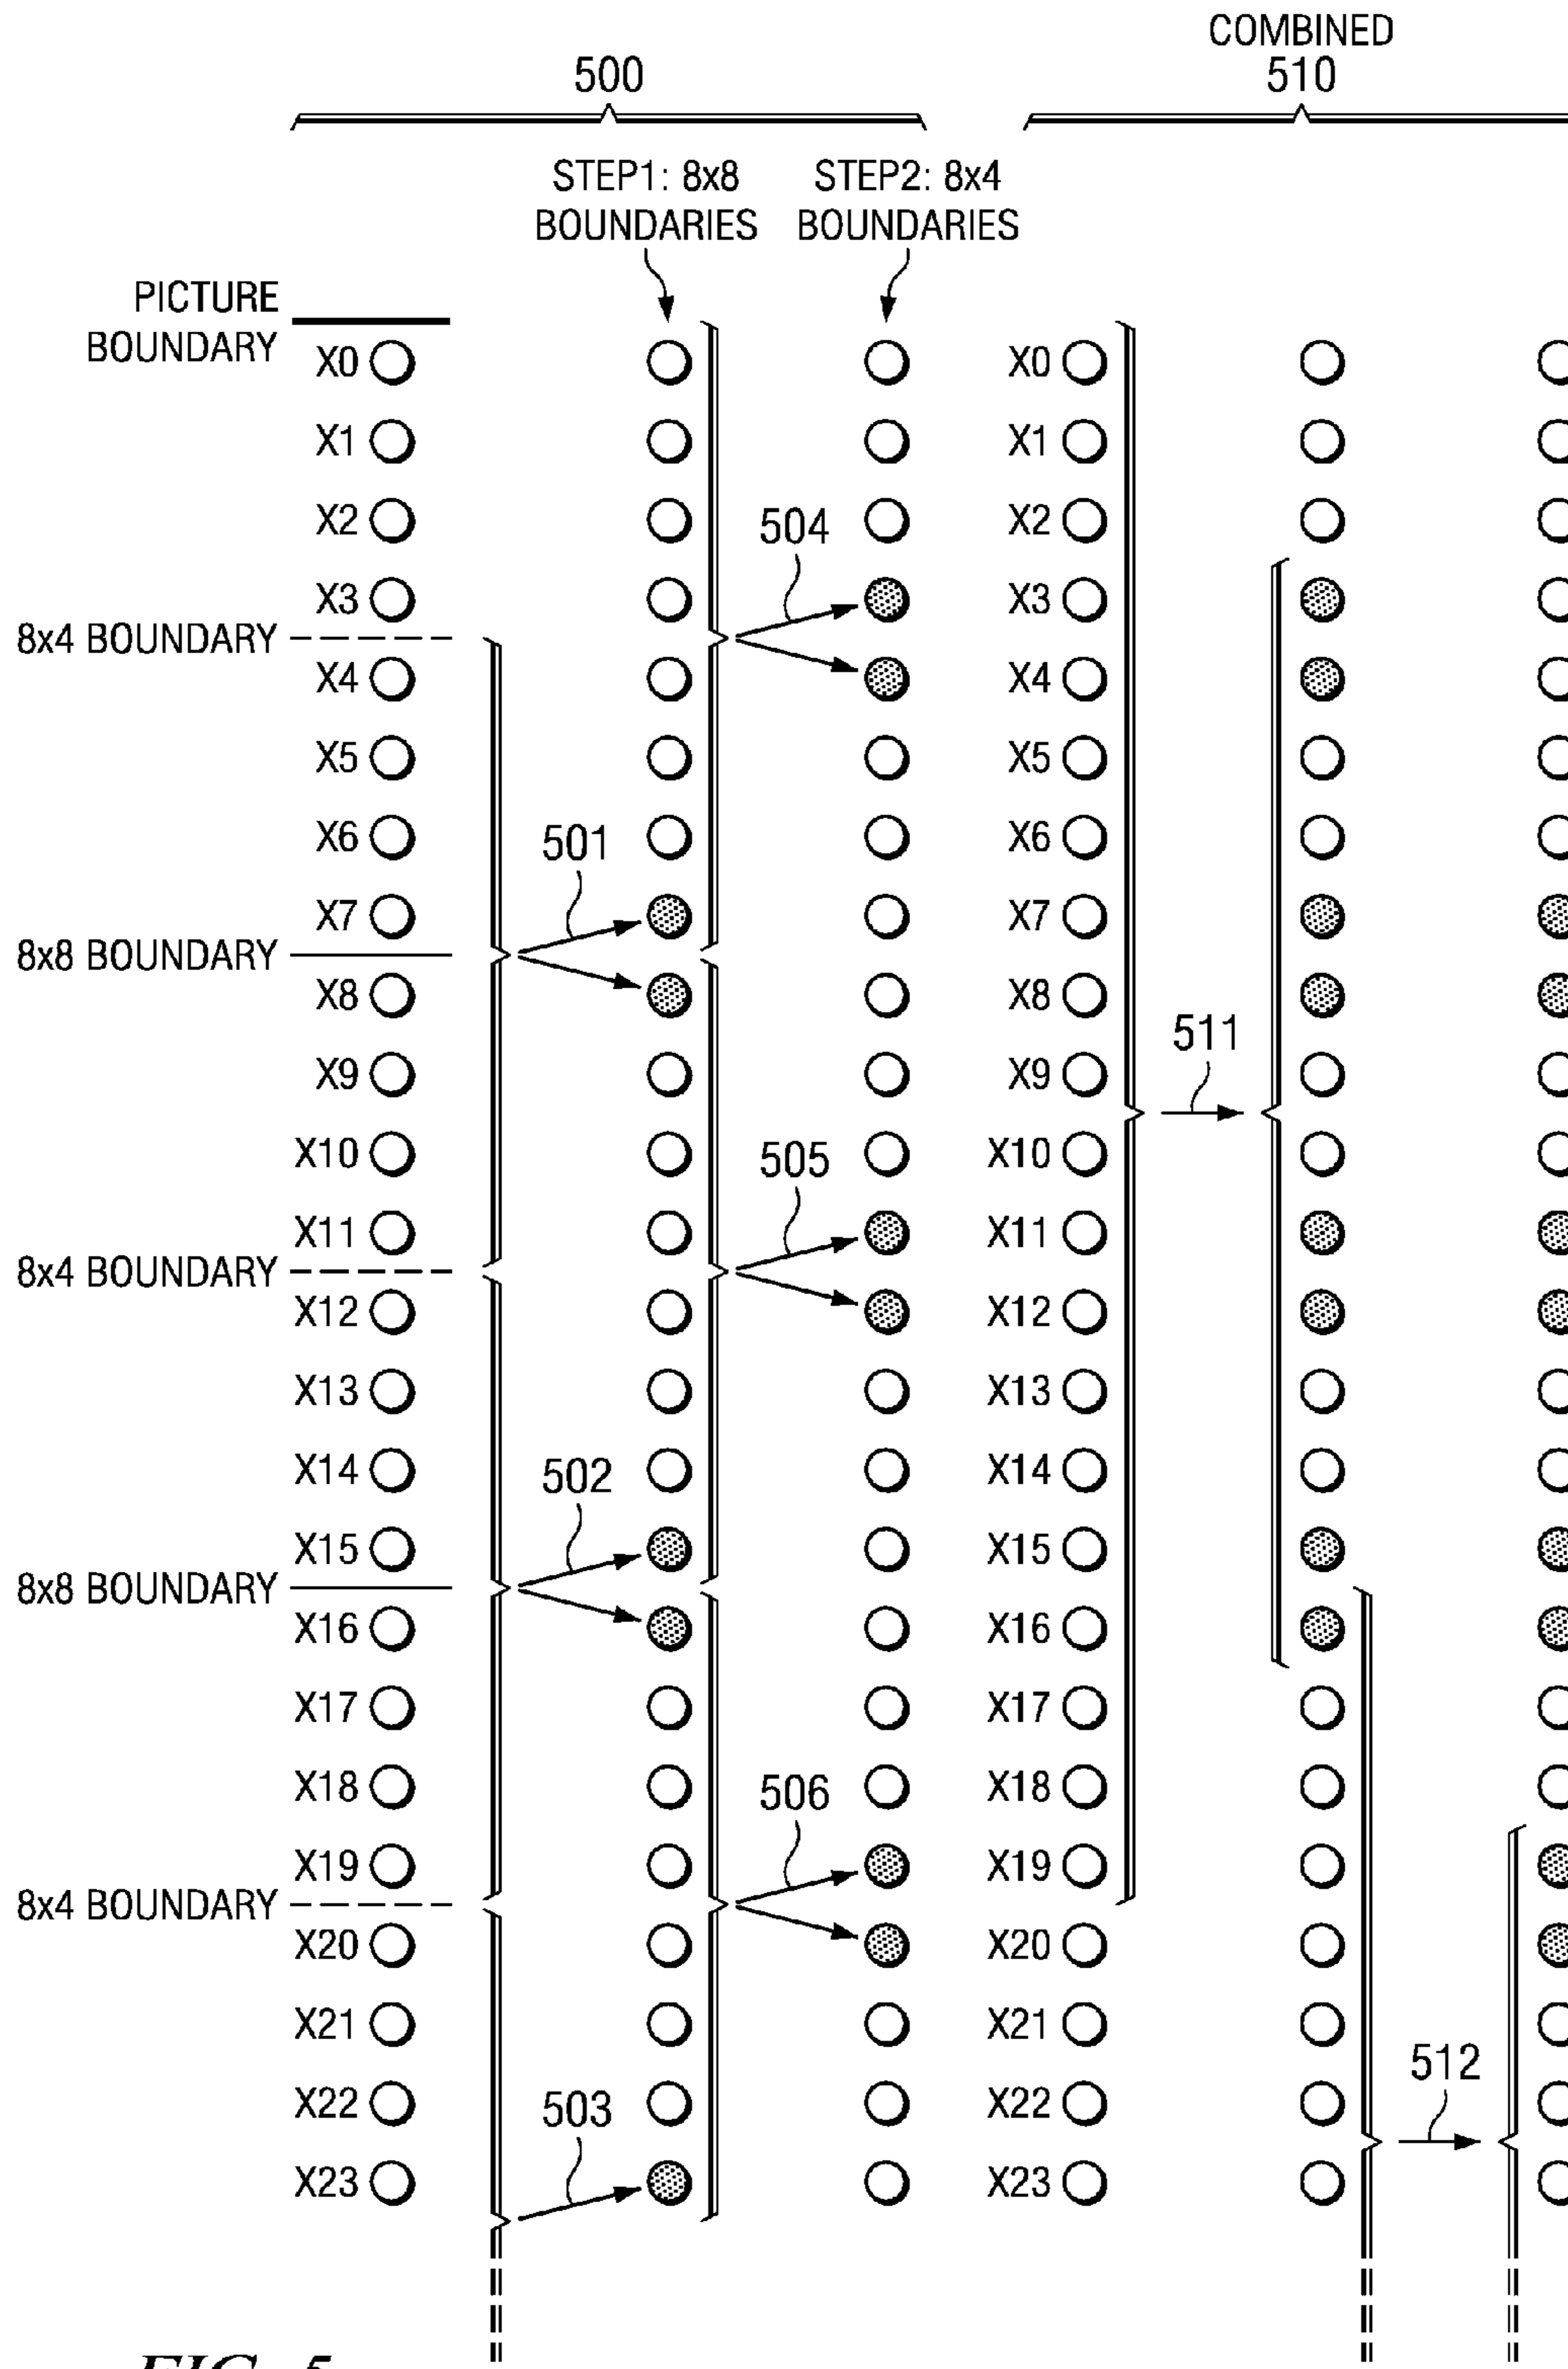 COMBINED
500 510
STEP1: 8x8 STEP2: 8x4
BOUNDARIES BOUNDARIES
PICTURE
BOUNDARY
X0 X0
X1 X1
X2 504 X2
X3 X3
8x4 BOUNDARY
X4 X4
X5 X5
X6 501 X6
X7 X7
8x8 BOUNDARY
X8 X8
511
X9 X9
X10 505 X10
X11 X11
8x4 BOUNDARY
X12 X12
X13 X13
X14 502 X14
X15 X15
8x8 BOUNDARY
X16 X16
X17 X17
X18 506 X18
X19 X19
8x4 BOUNDARY
X20 X20
X21 X21
512
X22 503 X22
X23 X23
FIG. 5